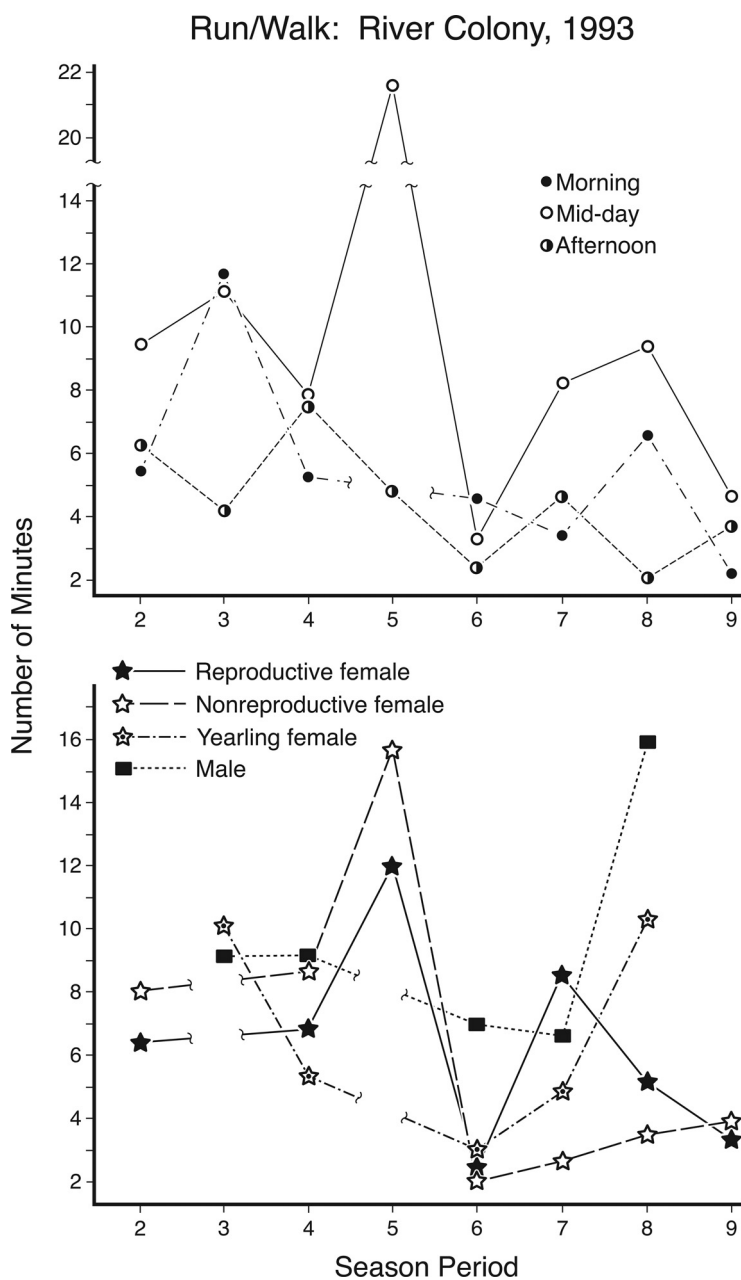 Run/Walk: River Colony, 1993
22
20
14
12
10
8
6
4
2
Morning
Mid-day
Afternoon
2 3 4 5 6 7 8 9
Number of Minutes
Reproductive female
Nonreproductive female
Yearling female
Male
16
14
12
10
8
6
4
2
2 3 4 5 6 7 8 9
Season Period